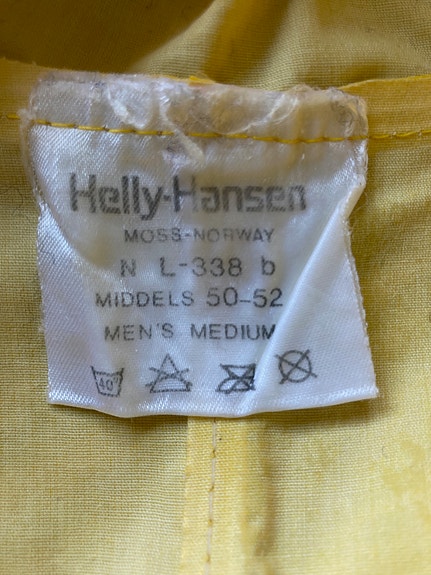 Helly-Hansen
MOSS-NORWAY
N L-338 b
MIDDELS 50-52
MEN'S MEDIUM
40°